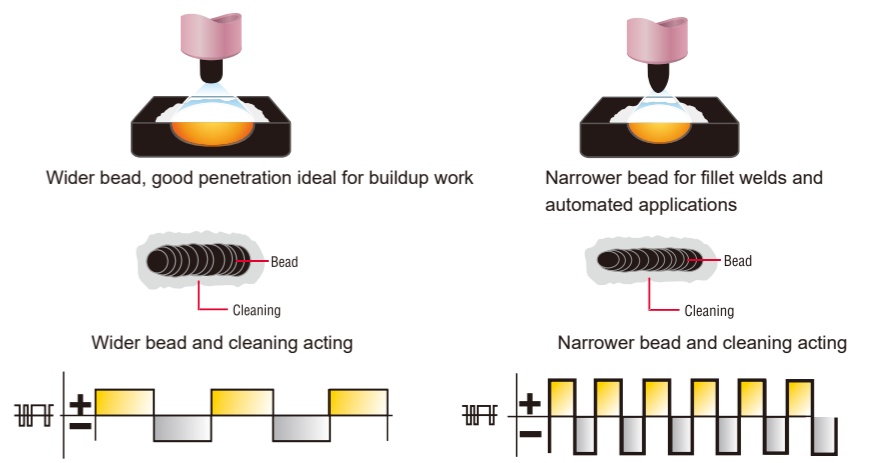 Wider bead, good penetration ideal for buildup work
Narrower bead for fillet welds and
automated applications
Bead
Cleaning
Bead
Cleaning
Wider bead and cleaning acting
Narrower bead and cleaning acting
+
−
+
−